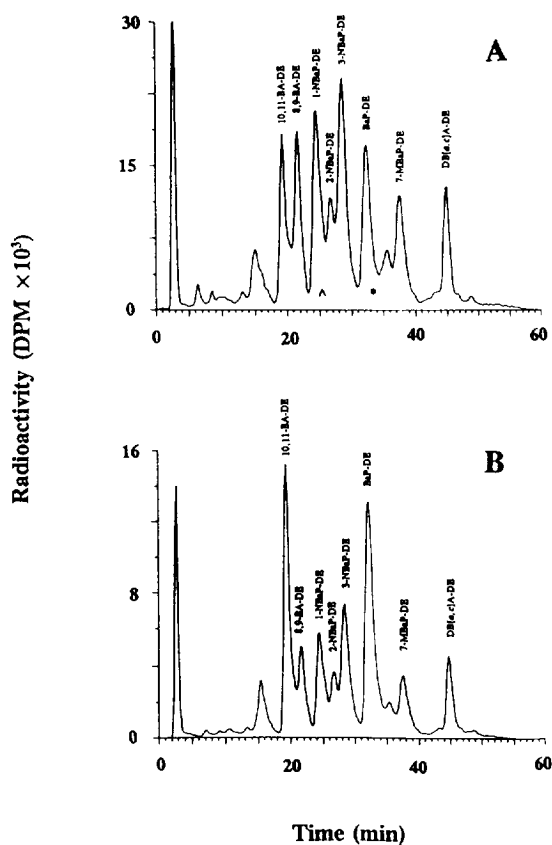 Radioactivity (DPM ×10³)
A
30
15
0
10,11-BA-DE
8,9-BA-DE
1-NBaP-DE
2-NBaP-DE
3-NBaP-DE
BaP-DE
7-MBaP-DE
DB(a,c)A-DE
^
*
0
20
40
60
B
16
8
0
10,11-BA-DE
8,9-BA-DE
1-NBaP-DE
2-NBaP-DE
3-NBaP-DE
BaP-DE
7-MBaP-DE
DB(a,c)A-DE
0
20
40
60
Time (min)